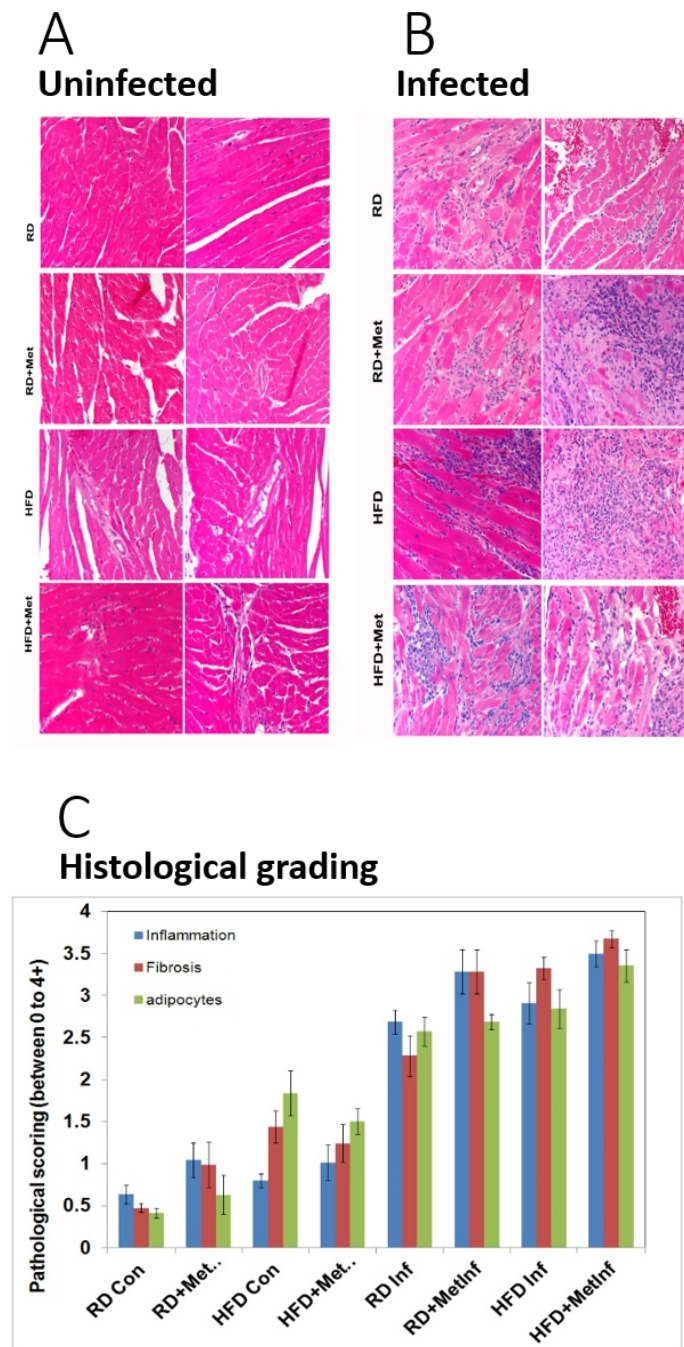 A
Uninfected
RD
RD+Met
HFD
HFD+Met
B
Infected
RD
RD+Met
HFD
HFD+Met
C
Histological grading
Pathological scoring (between 0 to 4+)
4
3.5
3
2.5
2
1.5
1
0.5
0
Inflammation
Fibrosis
adipocytes
RD Con
RD+Met..
HFD Con
HFD+Met..
RD Inf
RD+MetInf
HFD Inf
HFD+MetInf